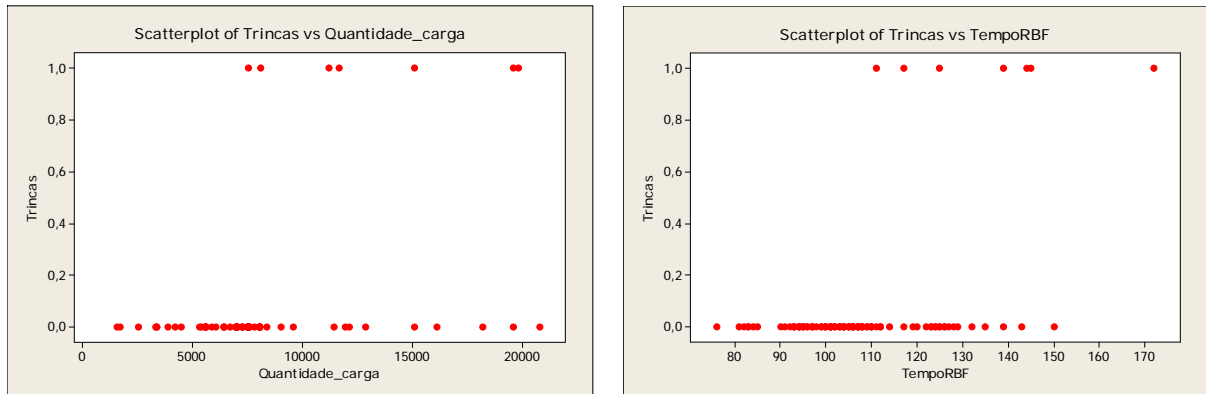 Scatterplot of Trincas vs Quantidade_carga
1,0
0,8
0,6
0,4
0,2
0,0
Trincas
0 5000 10000 15000 20000
Quantidade_carga
Scatterplot of Trincas vs TempoRBF
1,0
0,8
0,6
0,4
0,2
0,0
Trincas
80 90 100 110 120 130 140 150 160 170
TempoRBF